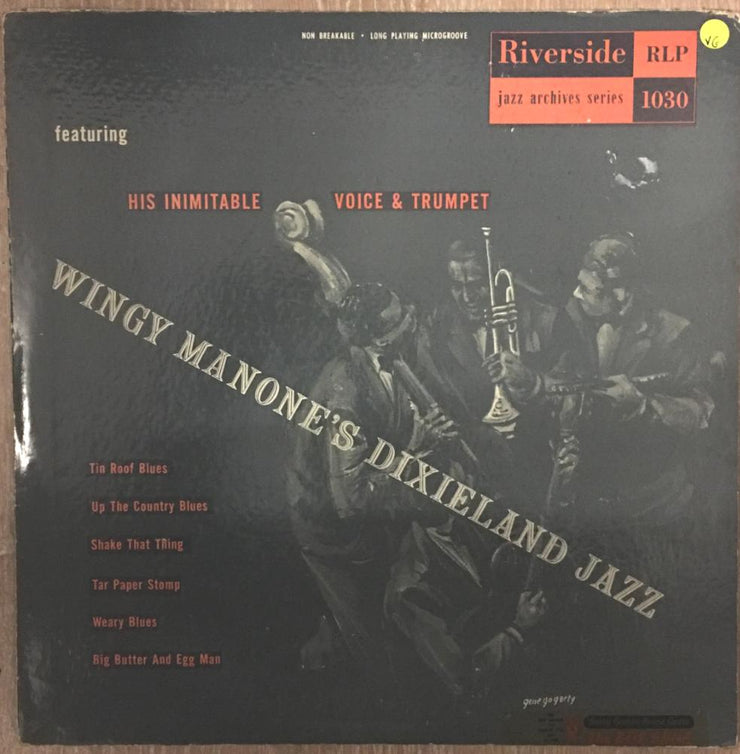 NON BREAKABLE • LONG PLAYING MICROGROOVE
Riverside RLP
jazz archives series 1030
VG
featuring
HIS INIMITABLE VOICE & TRUMPET
WINGY MANONE'S DIXIELAND JAZZ
Tin Roof Blues
Up The Country Blues
Shake That Thing
Tar Paper Stomp
Weary Blues
Big Butter And Egg Man
gene gogerty